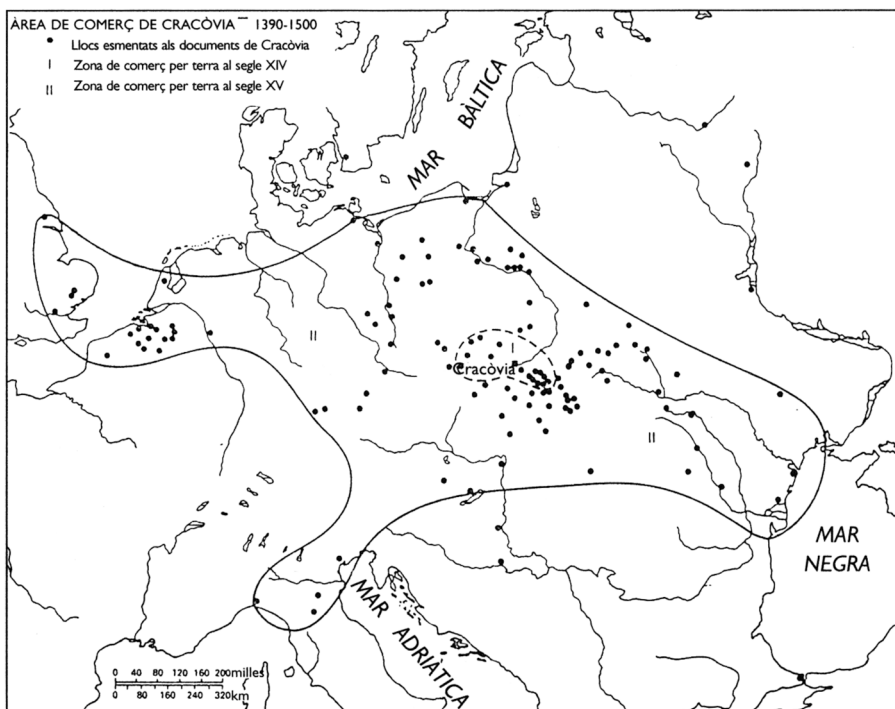 ÀREA DE COMERÇ DE CRACÒVIA — 1390-1500
● Llocs esmentats als documents de Cracòvia
I Zona de comerç per terra al segle XIV
II Zona de comerç per terra al segle XV
MAR BÀLTICA
II
I
Cracòvia
II
MAR
NEGRA
MAR ADRIÀTICA
0 40 80 120 160 200 milles
0 80 160 240 320 km